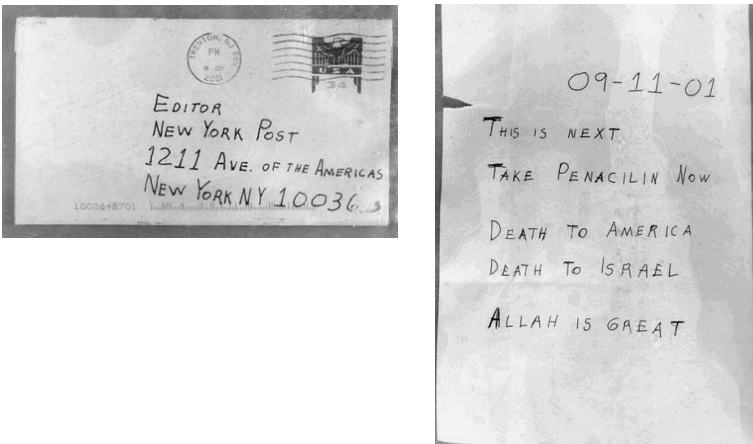 TRENTON, NJ
PM
2001
USA
34
EDITOR
NEW YORK POST
1211 AVE. OF THE AMERICAS
NEW YORK NY 10036
10036+8701
09-11-01
THIS IS NEXT
TAKE PENACILIN NOW
DEATH TO AMERICA
DEATH TO ISRAEL
ALLAH IS GREAT